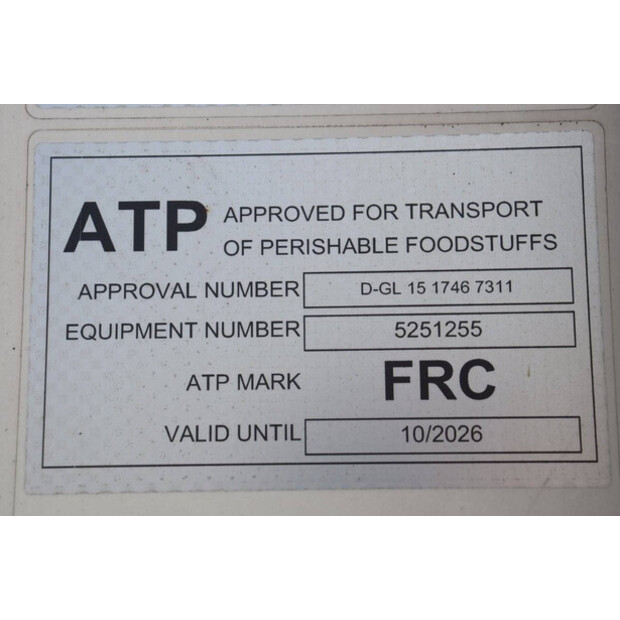 ATP APPROVED FOR TRANSPORT
OF PERISHABLE FOODSTUFFS
APPROVAL NUMBER D-GL 15 1746 7311
EQUIPMENT NUMBER 5251255
ATP MARK FRC
VALID UNTIL 10/2026